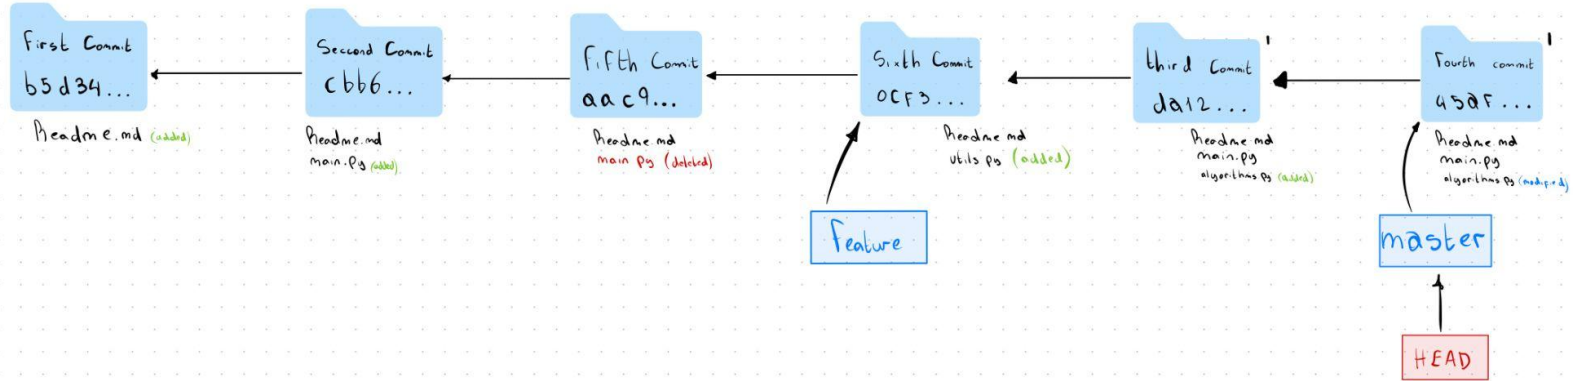 First Commit
b5d34...
Readme.md (added)
Seccond Commit
cbb6...
Readme.md
main.py (added)
Fifth Commit
aac9...
Readme.md
main py (deleted)
Sixth Commit
0CF3...
Readme md
utils py (added)
third Commit '
da12...
Readme md
main.py
algorithms py (added)
Fourth commit '
45af...
Readme.md
main.py
algorithms py (modified)
Feature
master
HEAD